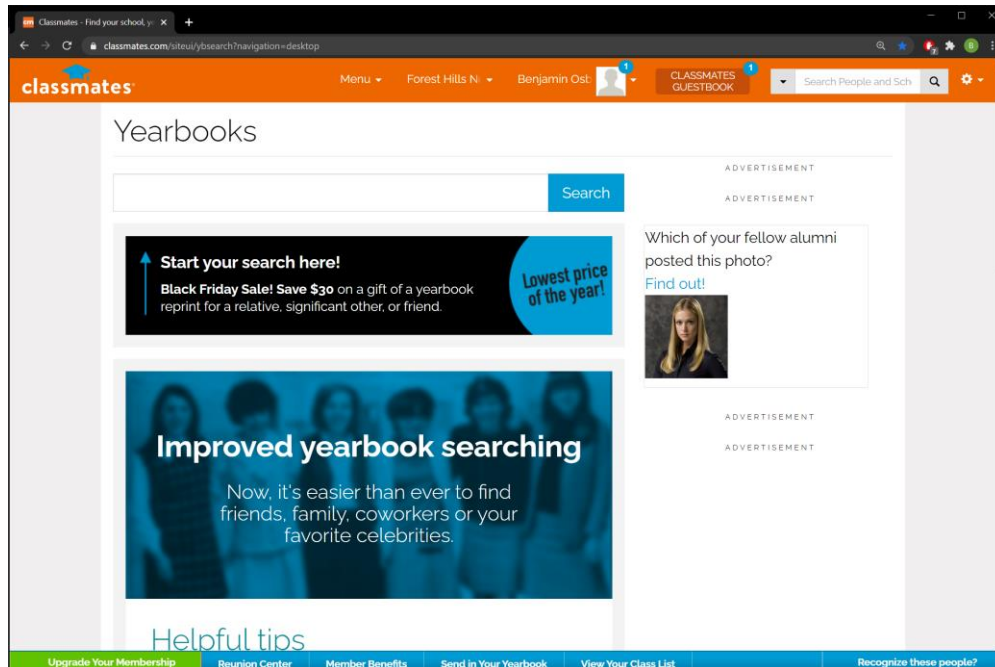 Classmates - Find your school, ye
classmates.com/siteui/ybsearch?navigation=desktop
classmates
Menu
Forest Hills N
Benjamin Ost
1
CLASSMATES
GUESTBOOK
1
Search People and Sch
Yearbooks
Search
Start your search here!
Black Friday Sale! Save $30 on a gift of a yearbook
reprint for a relative, significant other, or friend.
Lowest price
of the year!
Improved yearbook searching
Now, it's easier than ever to find
friends, family, coworkers or your
favorite celebrities.
Helpful tips
ADVERTISEMENT
ADVERTISEMENT
Which of your fellow alumni
posted this photo?
Find out!
ADVERTISEMENT
ADVERTISEMENT
Upgrade Your Membership
Reunion Center
Member Benefits
Send in Your Yearbook
View Your Class List
Recognize these people?